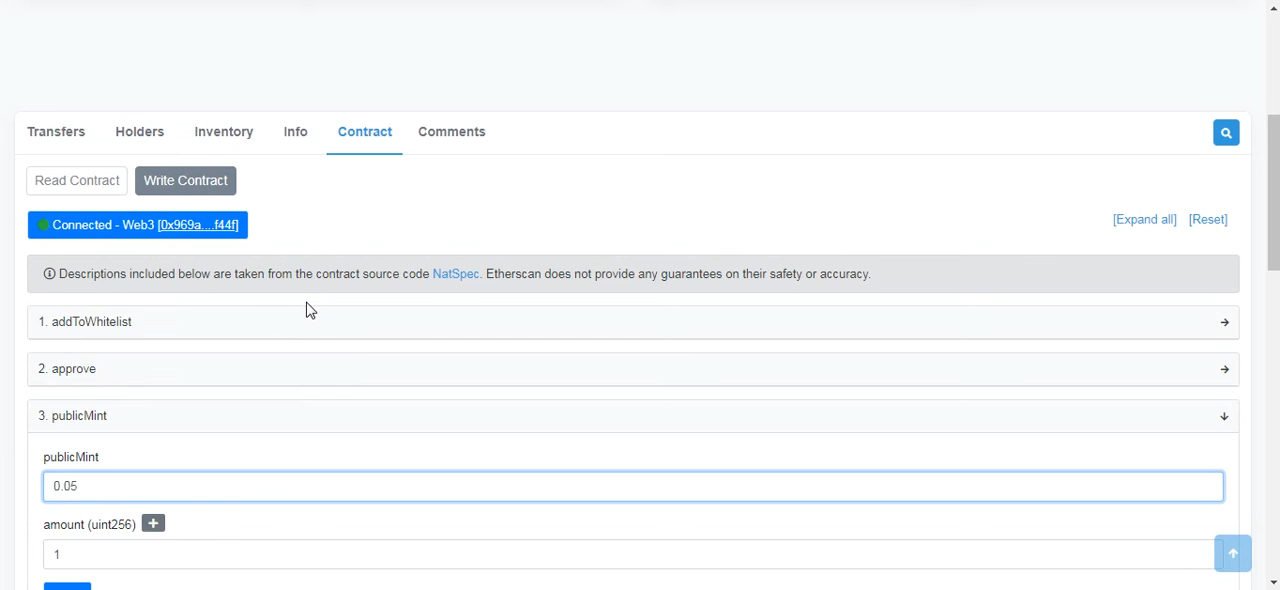 Transfers Holders Inventory Info Contract Comments
Read Contract Write Contract
Connected - Web3 [0x969a....f44f] [Expand all] [Reset]
Descriptions included below are taken from the contract source code NatSpec. Etherscan does not provide any guarantees on their safety or accuracy.
1. addToWhitelist
2. approve
3. publicMint
publicMint
0.05
amount (uint256)
1